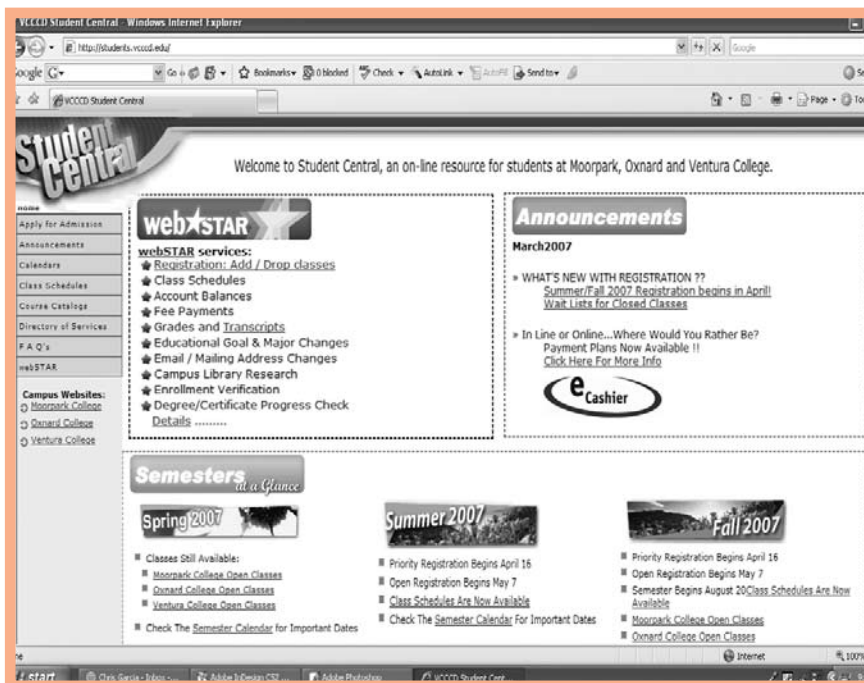 VCCCD Student Central - Windows Internet Explorer
http://students.vcccd.edu/
Google
Google G
Go
Bookmarks
0 blocked
Check
AutoLink
AutoFill
Send to
VCCCD Student Central
Page
Student
Central
Welcome to Student Central, an on-line resource for students at Moorpark, Oxnard and Ventura College.
home
Apply for Admission
Announcements
Calendars
Class Schedules
Course Catalogs
Directory of Services
F A Q's
webSTAR
Campus Websites:
Moorpark College
Oxnard College
Ventura College
web★STAR
webSTAR services:
Registration: Add / Drop classes
Class Schedules
Account Balances
Fee Payments
Grades and Transcripts
Educational Goal & Major Changes
Email / Mailing Address Changes
Campus Library Research
Enrollment Verification
Degree/Certificate Progress Check
Details .........
Announcements
March2007
» WHAT'S NEW WITH REGISTRATION ??
Summer/Fall 2007 Registration begins in April!
Wait Lists for Closed Classes
» In Line or Online...Where Would You Rather Be?
Payment Plans Now Available !!
Click Here For More Info
eCashier
Semesters
at a Glance
Spring 2007
Classes Still Available:
Moorpark College Open Classes
Oxnard College Open Classes
Ventura College Open Classes
Check The Semester Calendar for Important Dates
Summer 2007
Priority Registration Begins April 16
Open Registration Begins May 7
Class Schedules Are Now Available
Check The Semester Calendar for Important Dates
Fall 2007
Priority Registration Begins April 16
Open Registration Begins May 7
Semester Begins August 20Class Schedules Are Now
Available
Moorpark College Open Classes
Oxnard College Open Classes
Internet
100%
start
Chris Garcia - Inbox - ...
Adobe InDesign CS2 ...
Adobe Photoshop
VCCCD Student Cent...